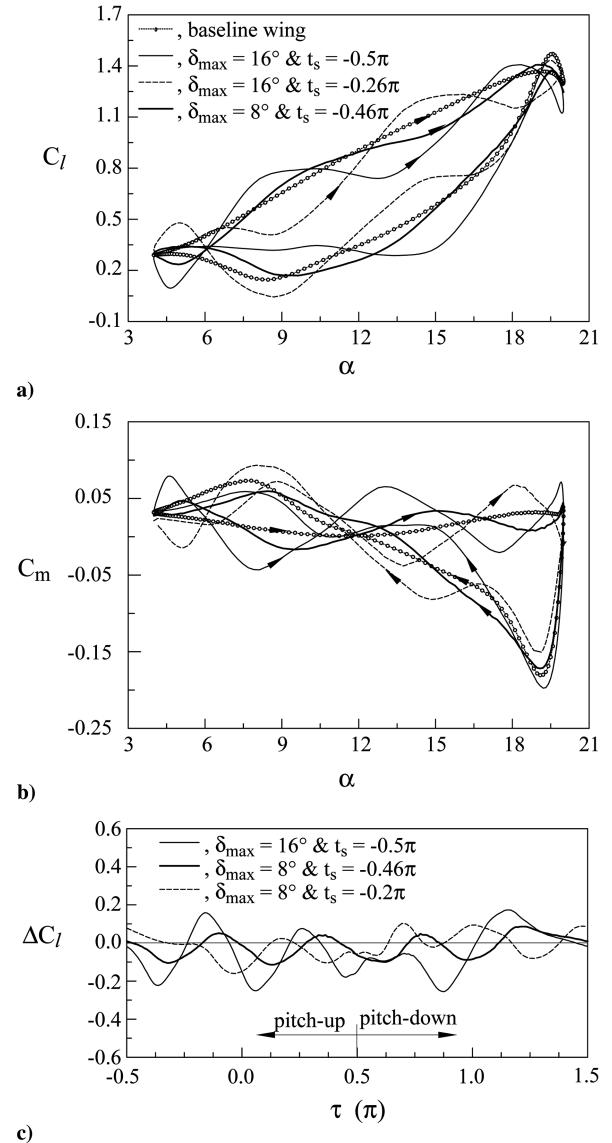 , baseline wing
, δmax = 16° & ts = -0.5π
, δmax = 16° & ts = -0.26π
, δmax = 8° & ts = -0.46π
1.7
1.4
1.1
0.8
0.5
0.2
-0.1
Cl
3 6 9 12 15 18 21
α
a)
0.15
0.05
-0.05
-0.15
-0.25
Cm
3 6 9 12 15 18 21
α
b)
, δmax = 16° & ts = -0.5π
, δmax = 8° & ts = -0.46π
, δmax = 8° & ts = -0.2π
0.6
0.4
0.2
0.0
-0.2
-0.4
-0.6
ΔCl
pitch-up pitch-down
-0.5 0.0 0.5 1.0 1.5
τ (π)
c)